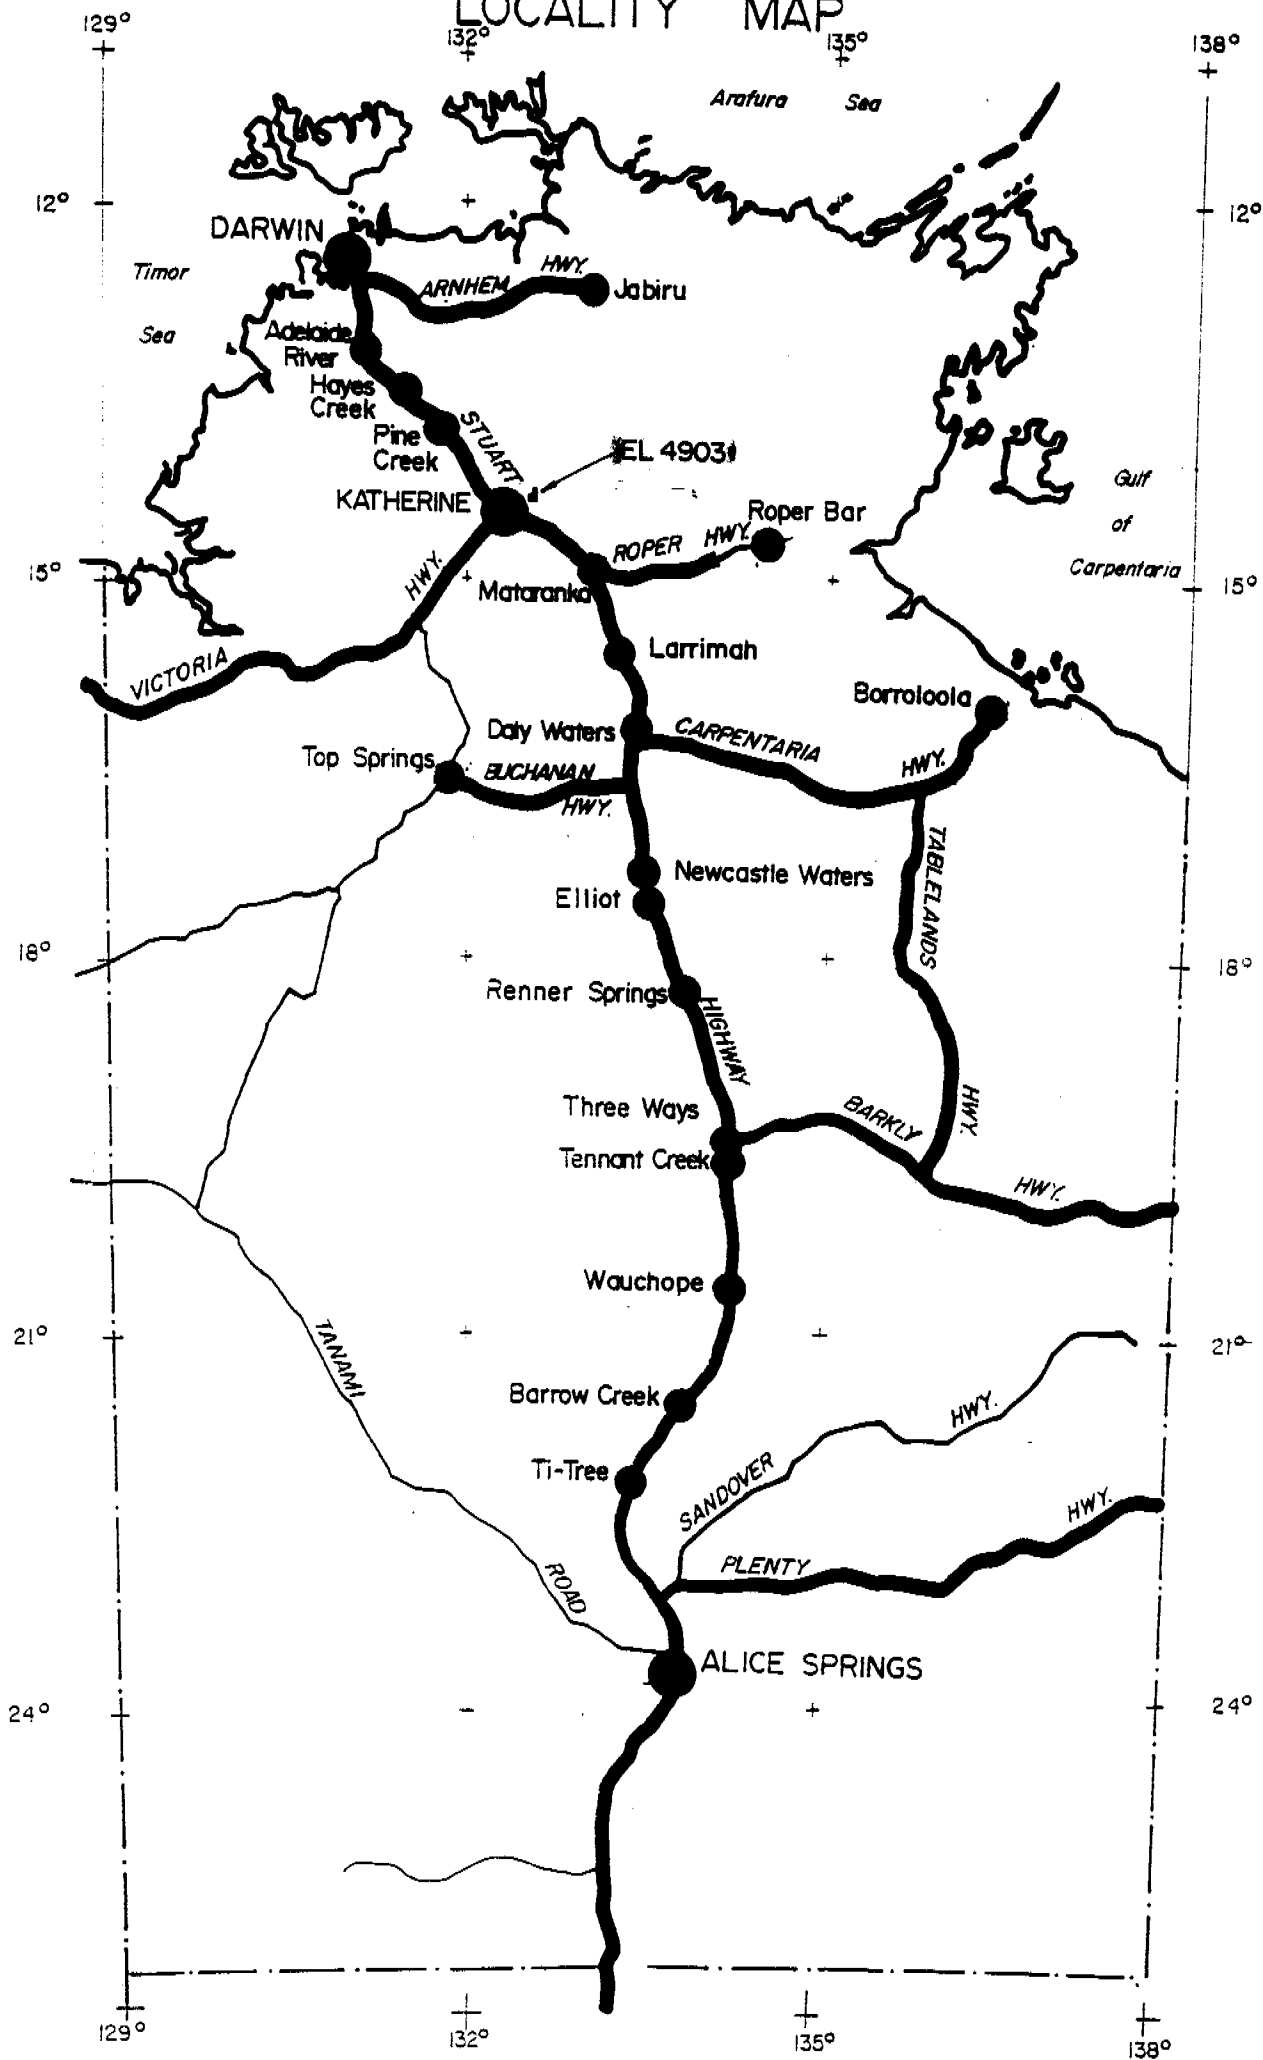 LOCALITY MAP
129°
132°
135°
138°
Arafura Sea
12°
12°
DARWIN
Timor
Sea
ARNHEM HWY.
Jabiru
Adelaide
River
Hayes
Creek
Pine
Creek
STUART
EL 4903
KATHERINE
Gulf
of
Carpentaria
Roper Bar
ROPER HWY.
15°
15°
HWY.
Mataranka
VICTORIA
Larrimah
Borroloola
Daly Waters
CARPENTARIA
HWY.
Top Springs
BUCHANAN
HWY.
TABLELANDS
Newcastle Waters
Elliot
18°
18°
Renner Springs
HIGHWAY
HWY.
Three Ways
BARKLY
Tennant Creek
HWY.
Wauchope
21°
21°
TANAMI
Barrow Creek
HWY.
Ti-Tree
SANDOVER
HWY.
PLENTY
ROAD
ALICE SPRINGS
24°
24°
129°
132°
135°
138°